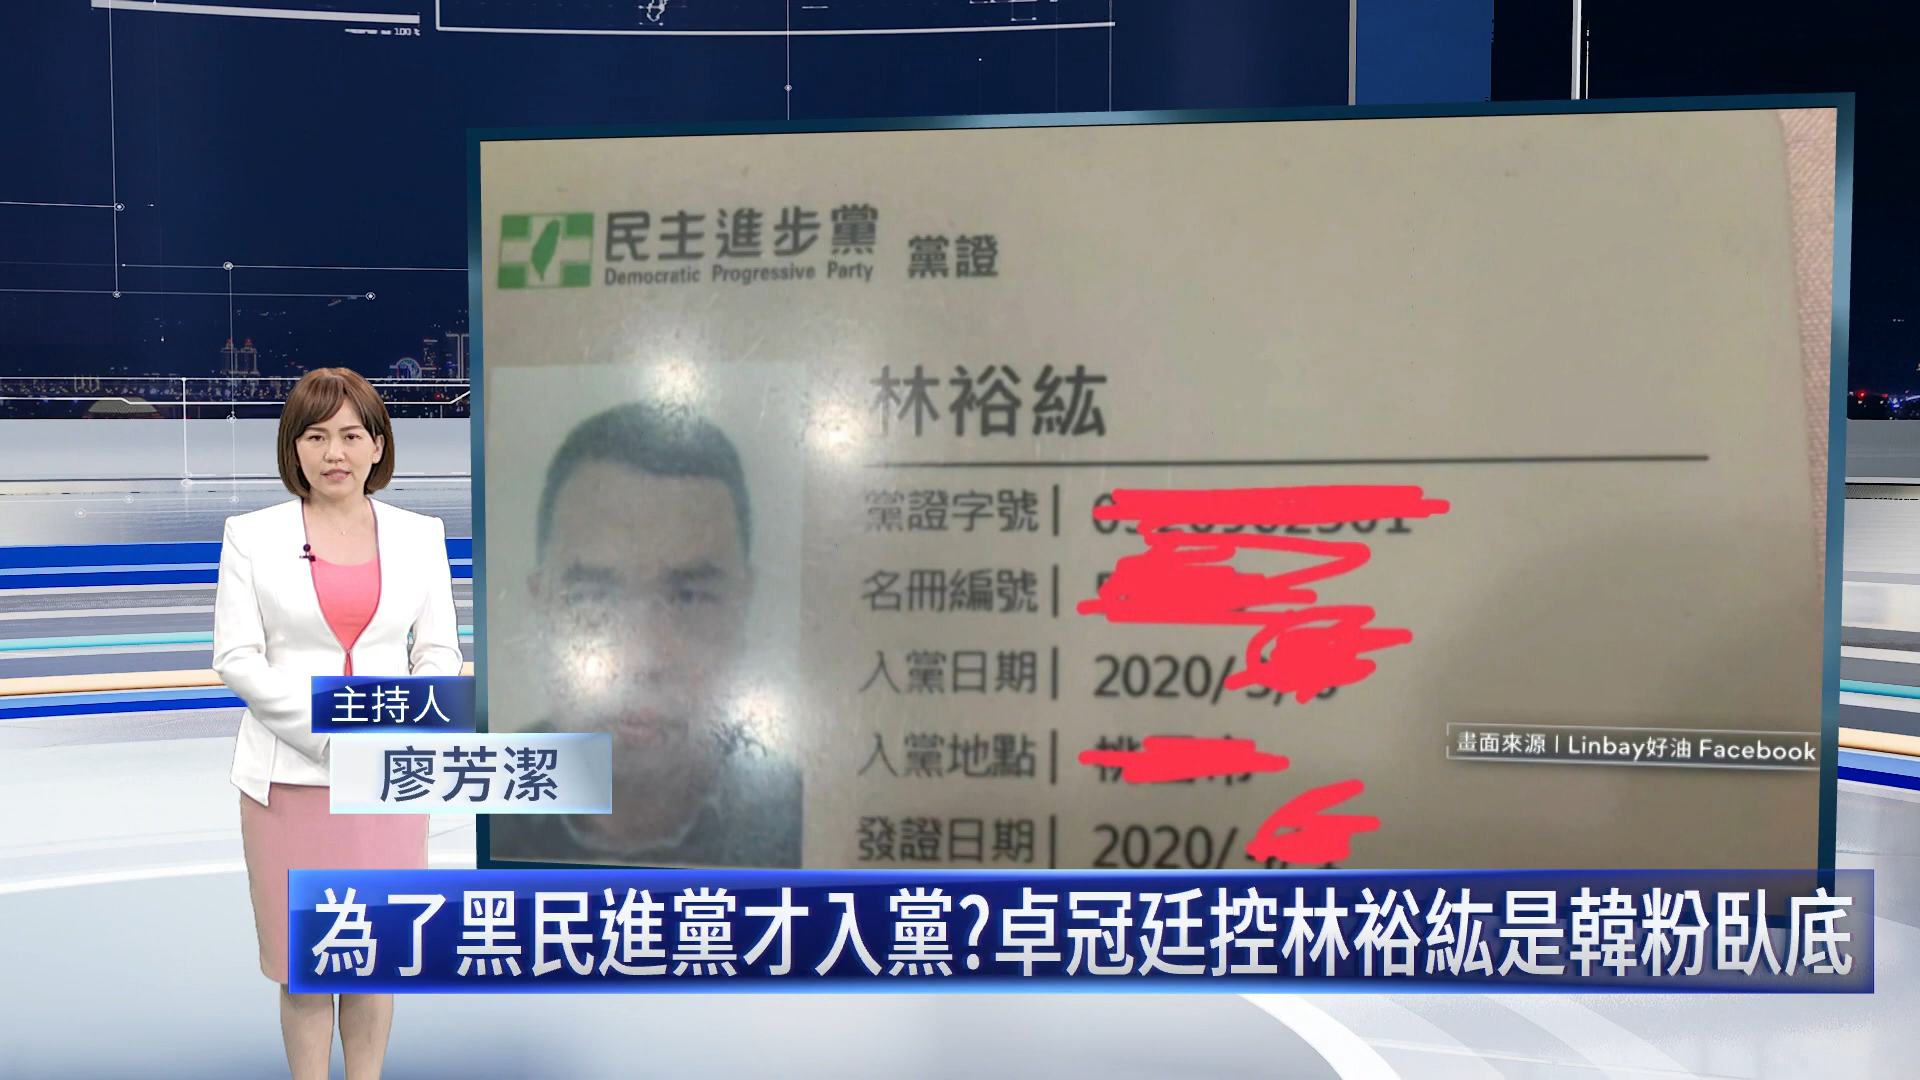 100 %
民主進步黨 黨證
Democratic Progressive Party
林裕紘
黨證字號 |
名冊編號 |
入黨日期 | 2020/
入黨地點 |
發證日期 | 2020/
畫面來源 | Linbay好油 Facebook
主持人
廖芳潔
為了黑民進黨才入黨?卓冠廷控林裕紘是韓粉臥底